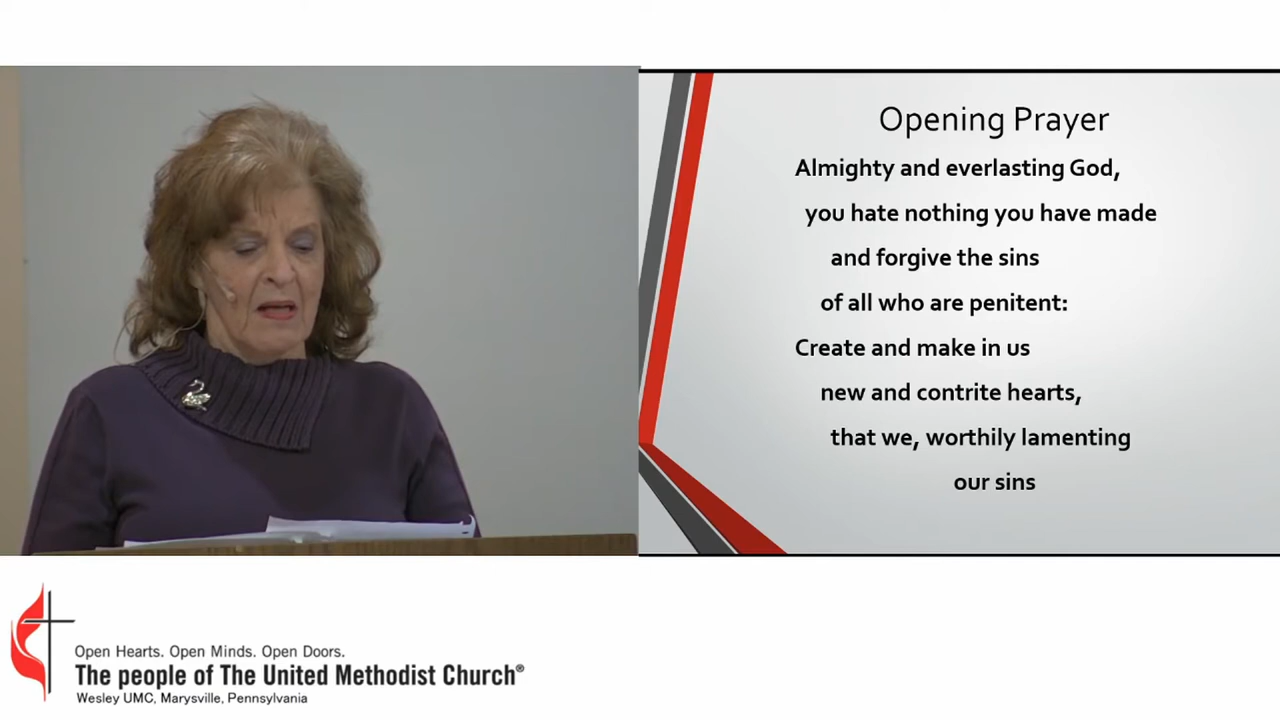 Opening Prayer
Almighty and everlasting God,
you hate nothing you have made
and forgive the sins
of all who are penitent:
Create and make in us
new and contrite hearts,
that we, worthily lamenting
our sins
Open Hearts. Open Minds. Open Doors.
The people of The United Methodist Church®
Wesley UMC, Marysville, Pennsylvania